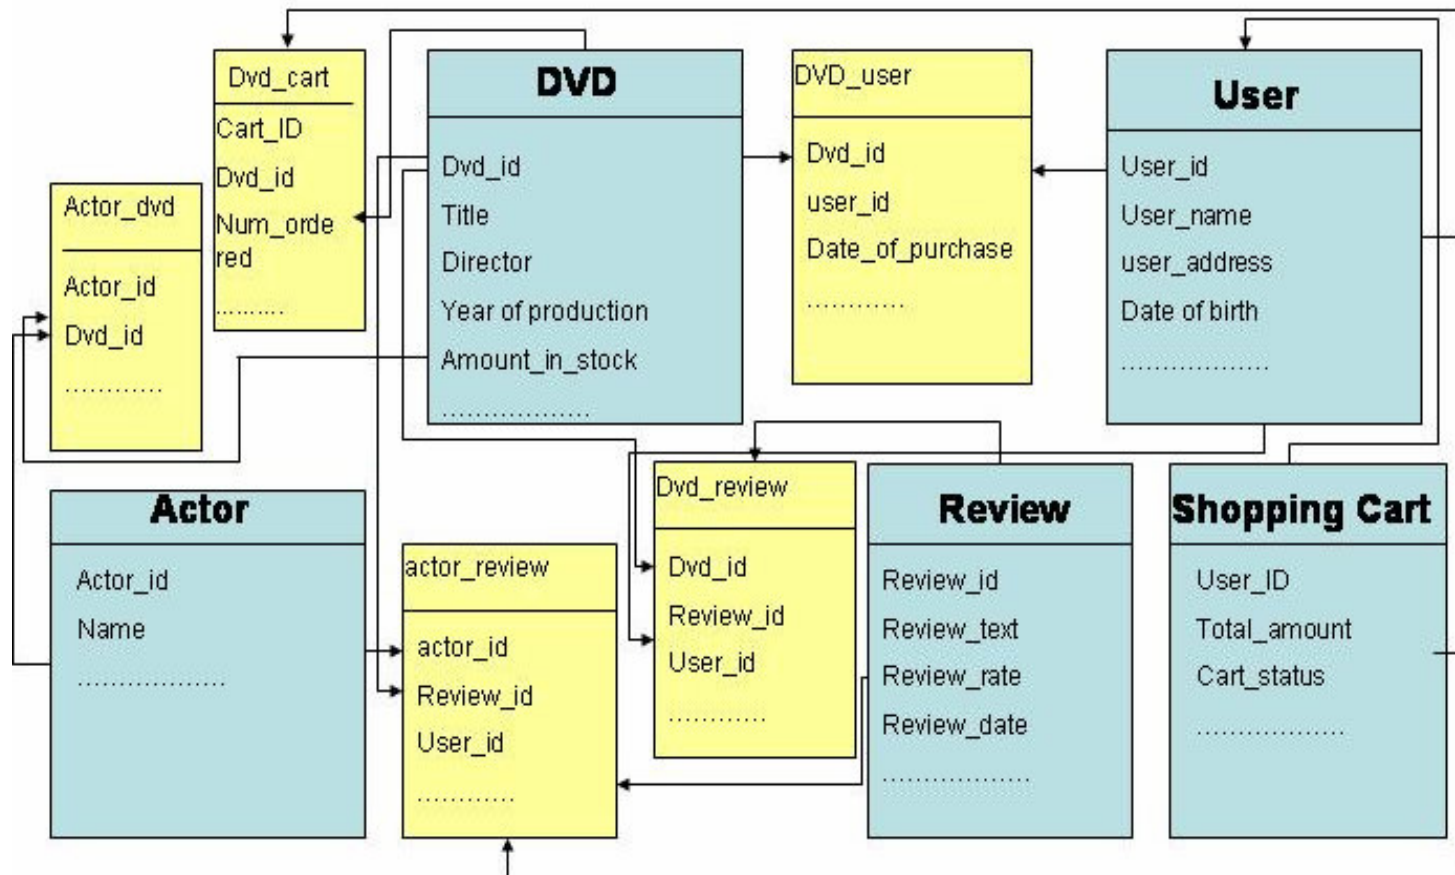 Dvd_cart
Cart_ID
Dvd_id
Num_orde
red
.........
DVD
Dvd_id
Title
Director
Year of production
Amount_in_stock
..................
DVD_user
Dvd_id
user_id
Date_of_purchase
............
User
User_id
User_name
user_address
Date of birth
..................
Actor_dvd
Actor_id
Dvd_id
............
Actor
Actor_id
Name
..................
actor_review
actor_id
Review_id
User_id
............
Dvd_review
Dvd_id
Review_id
User_id
............
Review
Review_id
Review_text
Review_rate
Review_date
..................
Shopping Cart
User_ID
Total_amount
Cart_status
..................